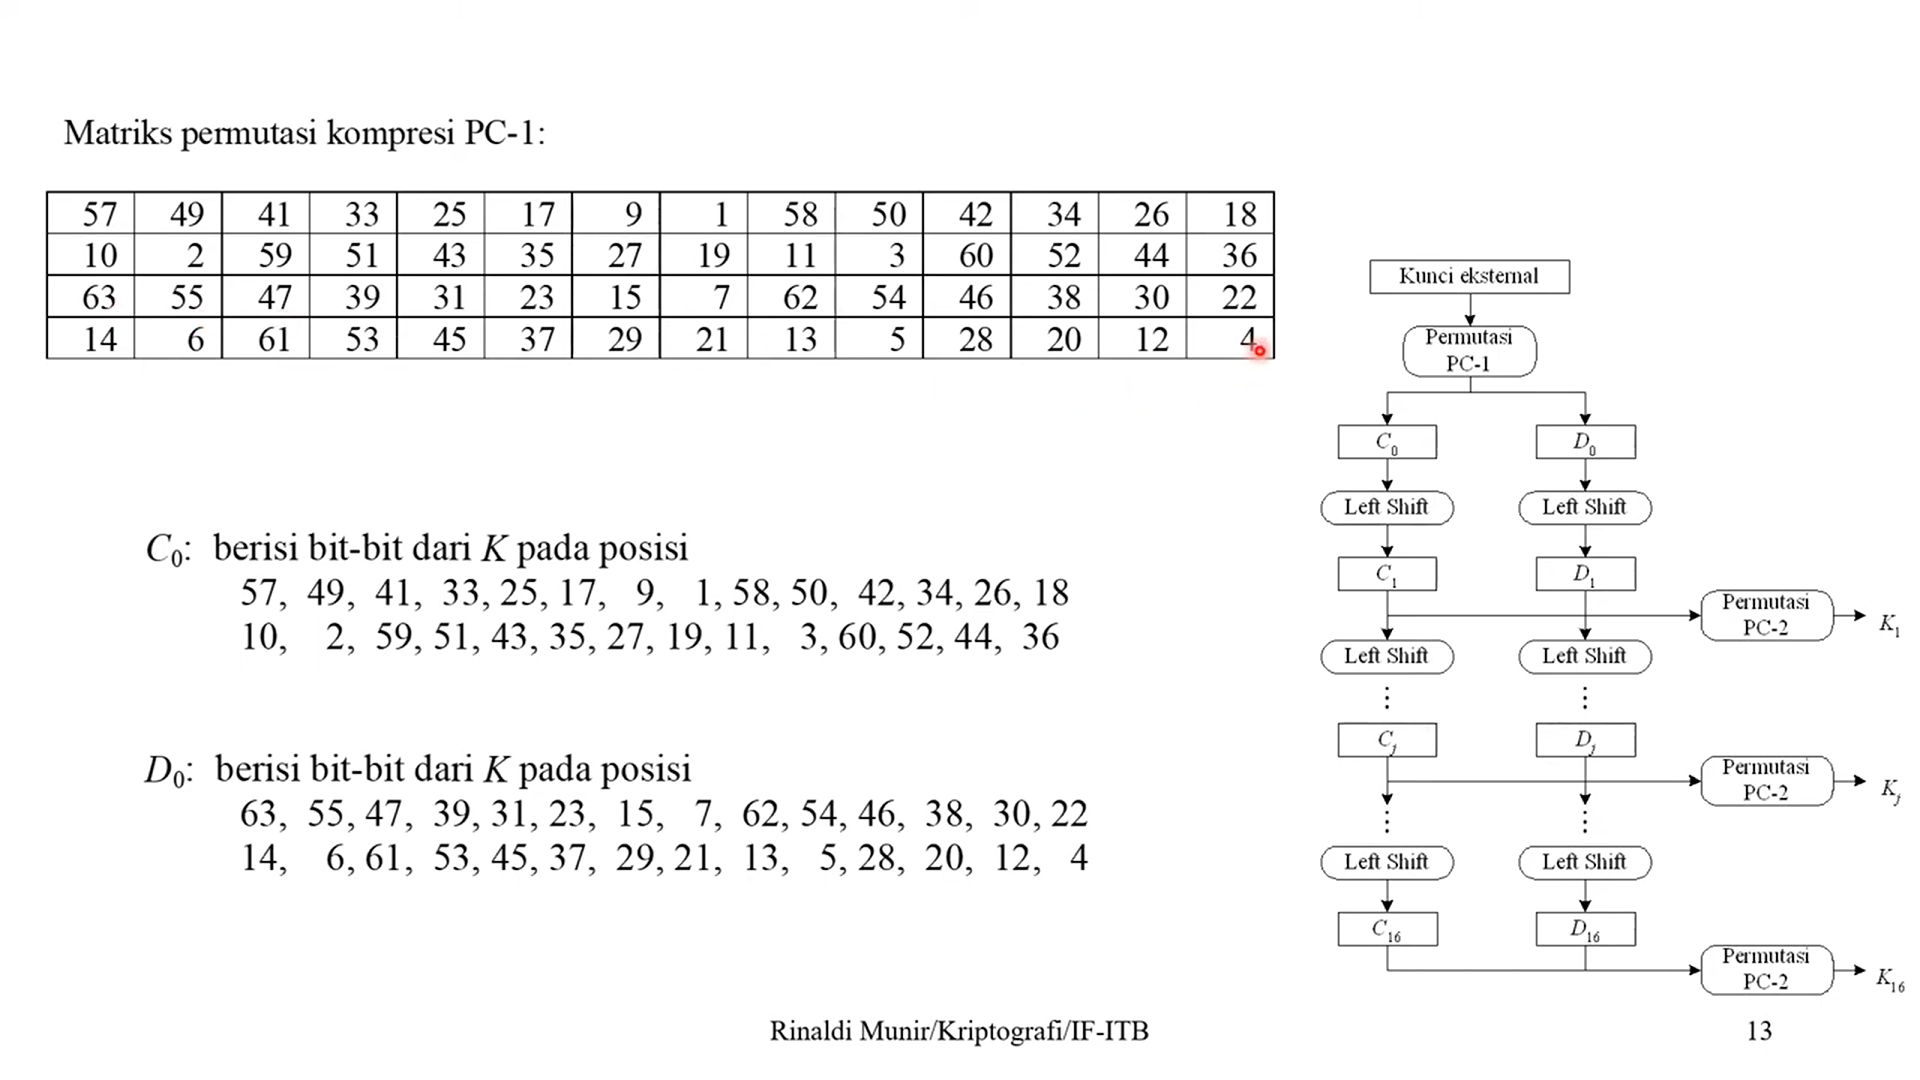 Matriks permutasi kompresi PC-1:
57 49 41 33 25 17 9 1 58 50 42 34 26 18
10 2 59 51 43 35 27 19 11 3 60 52 44 36
63 55 47 39 31 23 15 7 62 54 46 38 30 22
14 6 61 53 45 37 29 21 13 5 28 20 12 4
C0: berisi bit-bit dari K pada posisi
57, 49, 41, 33, 25, 17, 9, 1, 58, 50, 42, 34, 26, 18
10, 2, 59, 51, 43, 35, 27, 19, 11, 3, 60, 52, 44, 36
D0: berisi bit-bit dari K pada posisi
63, 55, 47, 39, 31, 23, 15, 7, 62, 54, 46, 38, 30, 22
14, 6, 61, 53, 45, 37, 29, 21, 13, 5, 28, 20, 12, 4
Kunci eksternal
Permutasi
PC-1
C0 D0
Left Shift Left Shift
C1 D1
Permutasi
PC-2
K1
Left Shift Left Shift
⋮ ⋮
Cj Dj
Permutasi
PC-2
Kj
⋮ ⋮
Left Shift Left Shift
C16 D16
Permutasi
PC-2
K16
Rinaldi Munir/Kriptografi/IF-ITB
13